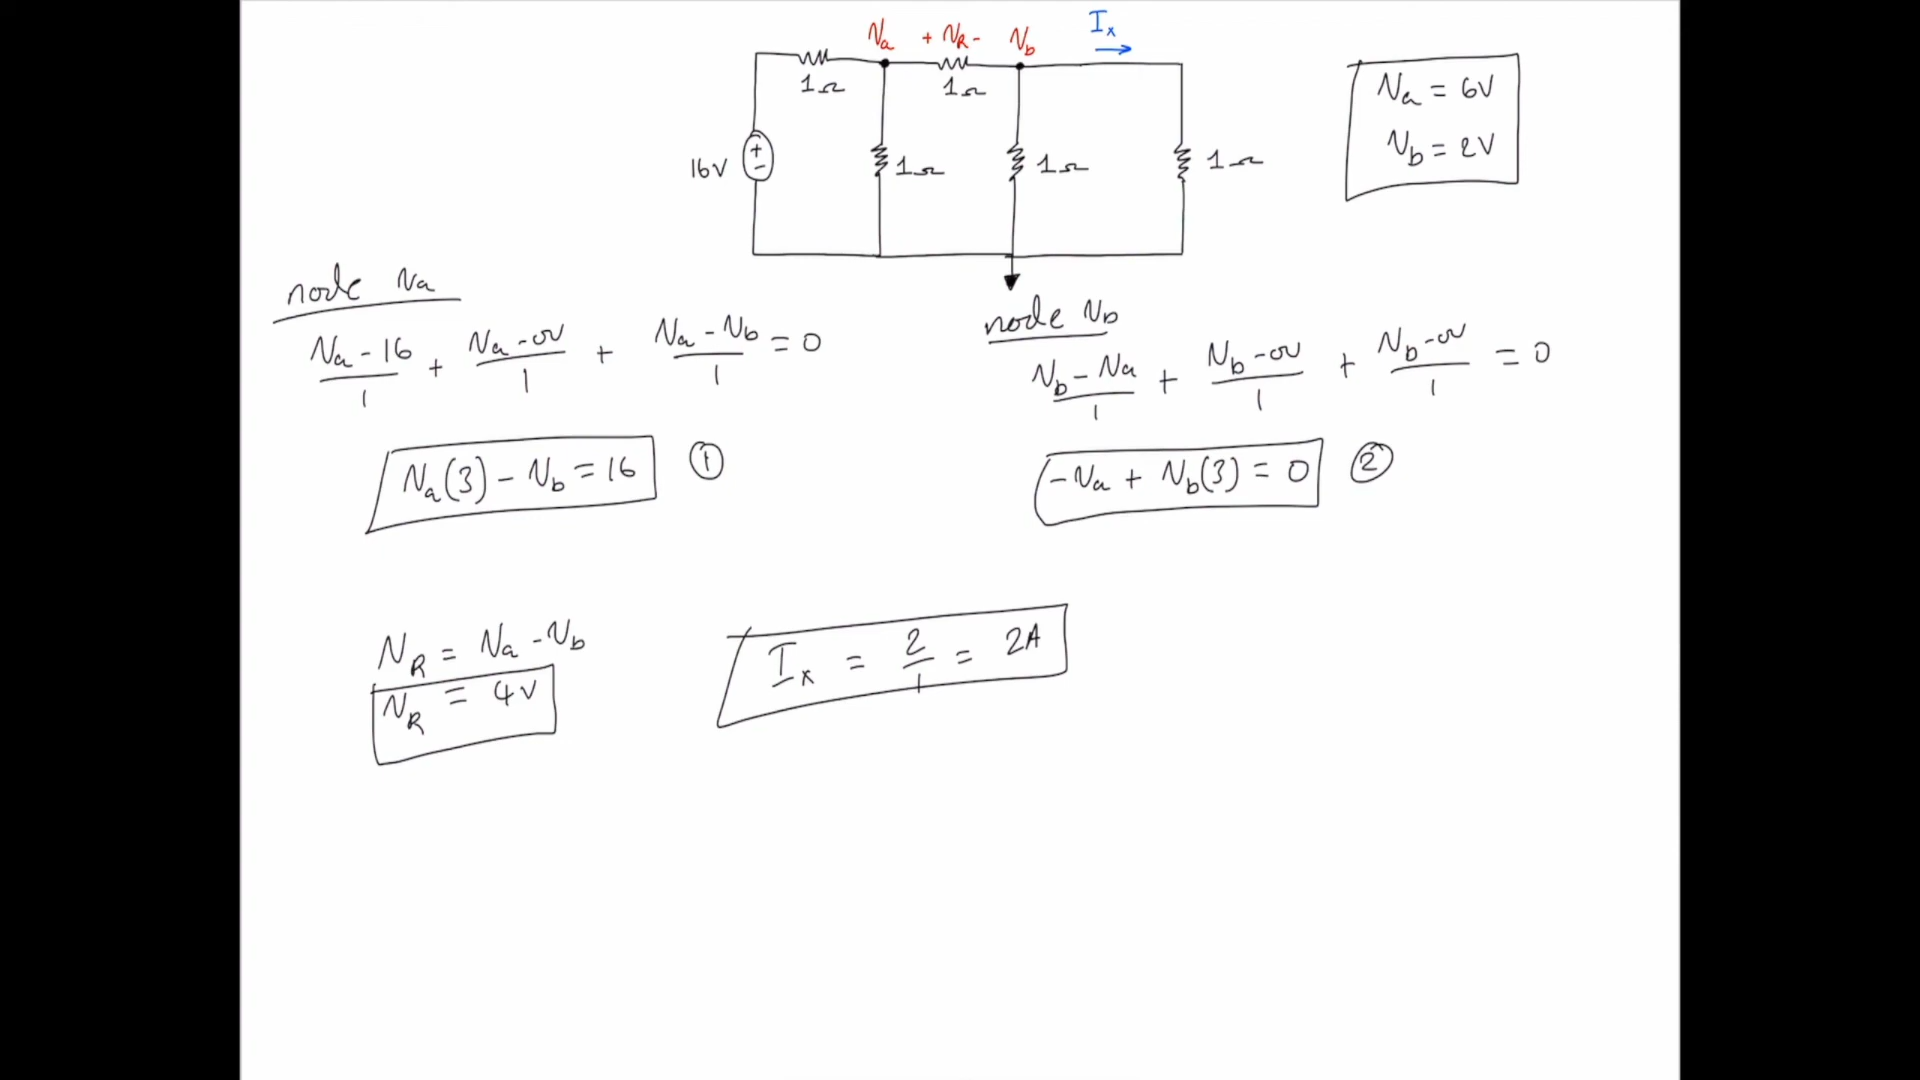 Va + VR - Vb Ix
1Ω 1Ω
16V + - 1Ω 1Ω 1Ω
Va = 6V
Vb = 2V
node Va
(Va - 16)/1 + (Va - 0V)/1 + (Va - Vb)/1 = 0
Va(3) - Vb = 16 ①
node Vb
(Vb - Va)/1 + (Vb - 0V)/1 + (Vb - 0V)/1 = 0
-Va + Vb(3) = 0 ②
VR = Va - Vb
VR = 4V
Ix = 2/1 = 2A